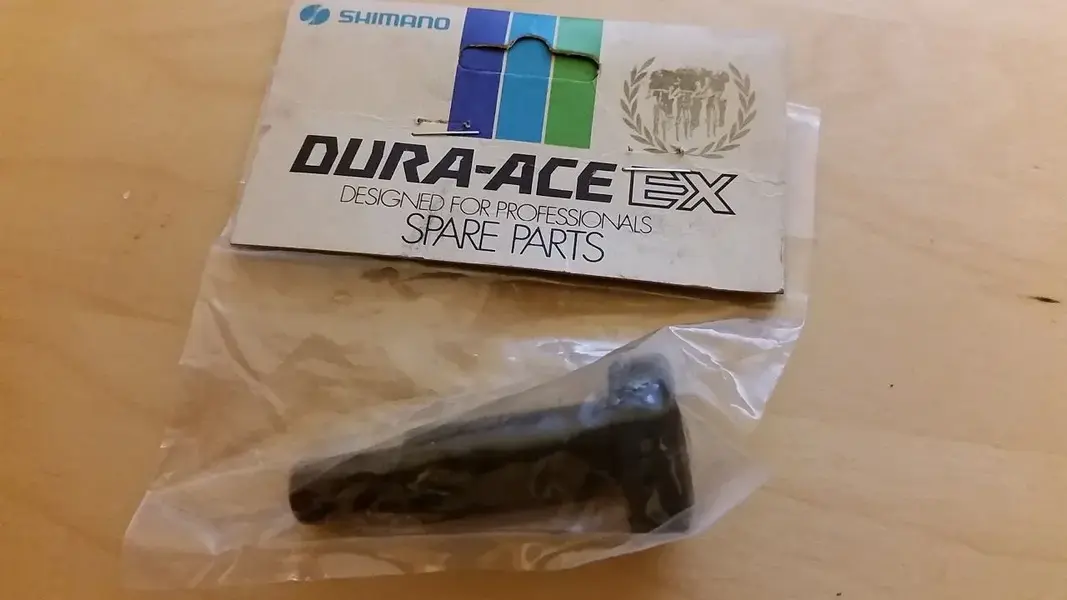 SHIMANO
DURA-ACE EX
DESIGNED FOR PROFESSIONALS
SPARE PARTS